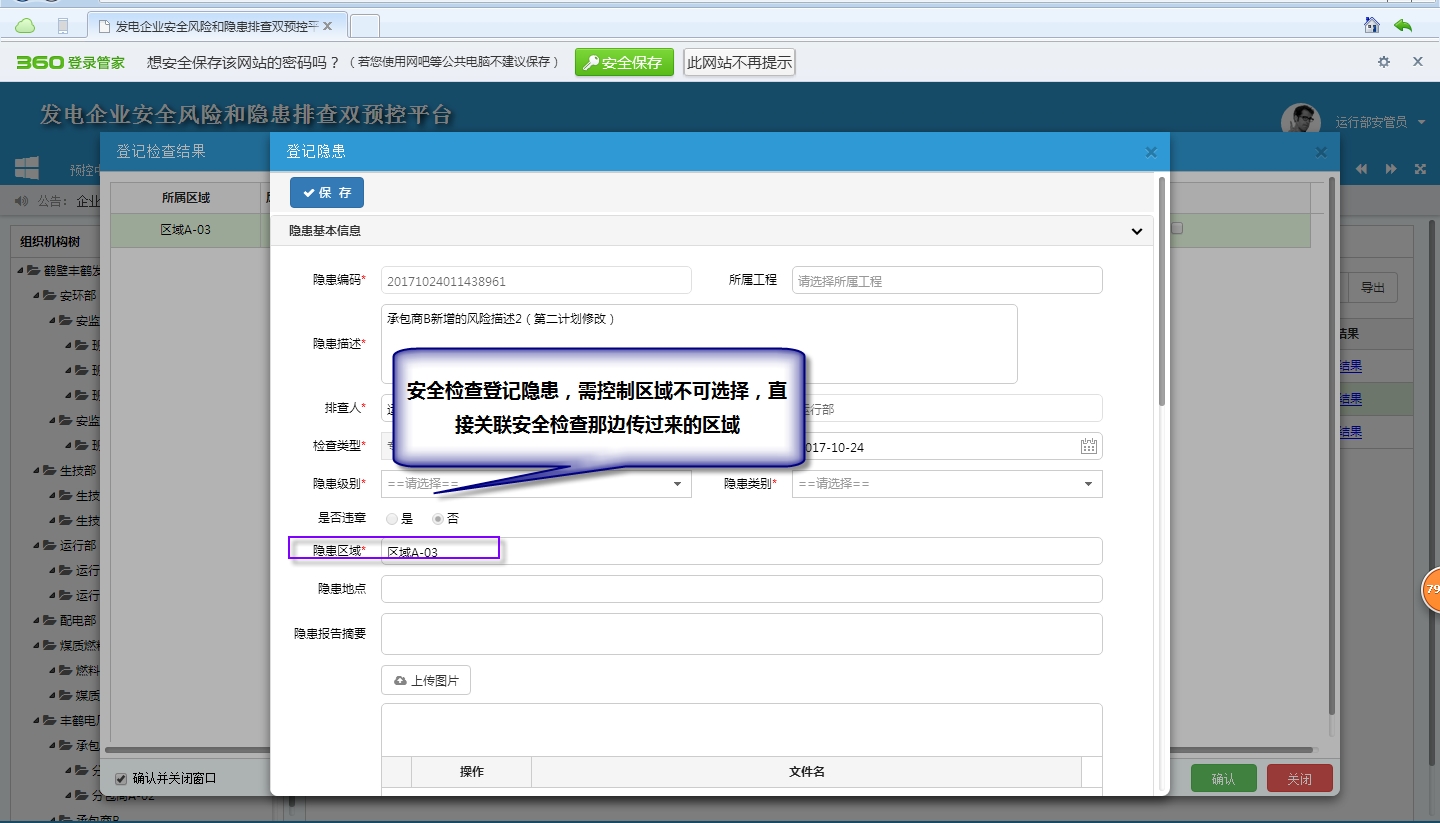 发电企业安全风险和隐患排查双预控平
360 登录管家 想安全保存该网站的密码吗？（若您使用网吧等公共电脑不建议保存） 安全保存 此网站不再提示
发电企业安全风险和隐患排查双预控平台
运行部安管员
预控
登记检查结果
登记隐患
保 存
公告： 企业
所属区域
区域A-03
隐患基本信息
组织机构树
鹤壁丰鹤发
安环部
安监
安监
生技部
生技
生技
运行部
运行
运行
配电部
煤质燃料
燃料
煤质
丰鹤电厂
承包
分包商A-02
承包商B
隐患编码* 20171024011438961 所属工程 请选择所属工程
隐患描述* 承包商B新增的风险描述2（第二计划修改）
安全检查登记隐患，需控制区域不可选择，直
接关联安全检查那边传过来的区域
排查人* 行部
检查类型* 017-10-24
隐患级别* ==请选择== 隐患类别* ==请选择==
是否违章 是 否
隐患区域* 区域A-03
隐患地点
隐患报告摘要
上传图片
操作 文件名
导出
结果
结果
结果
结果
79
确认并关闭窗口
确认 关闭